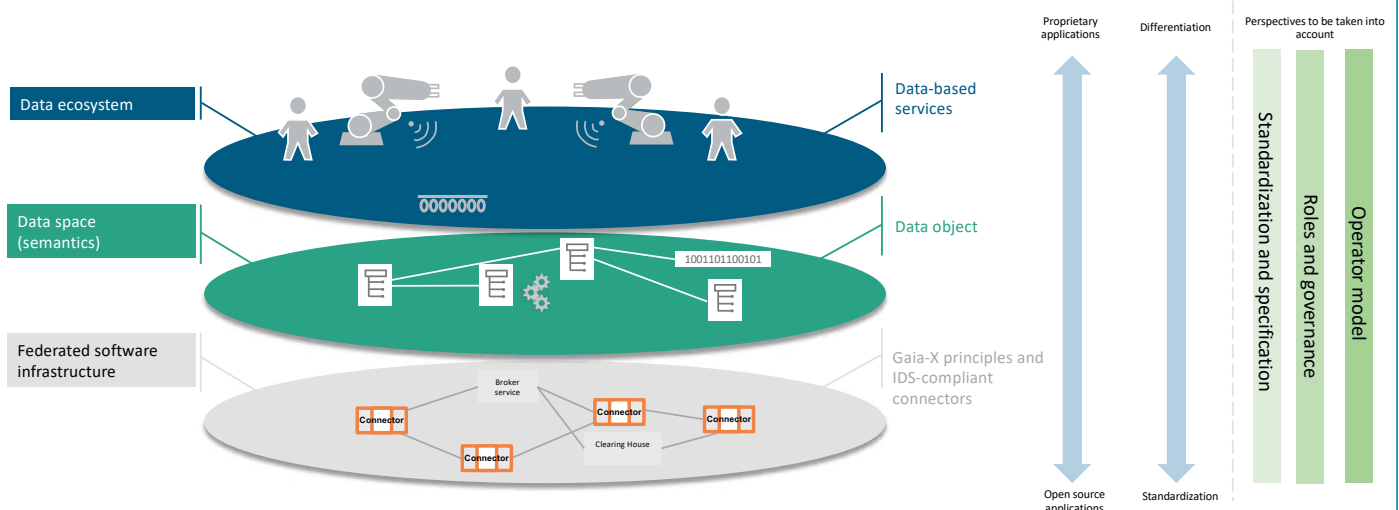 Proprietary
applications
Differentiation
Perspectives to be taken into
account
Data ecosystem
Data-based
services
Data space
(semantics)
Data object
1001101100101
Federated software
infrastructure
Gaia-X principles and
IDS-compliant
connectors
Broker
service
Connector
Connector
Connector
Connector
Clearing House
Open source
applications
Standardization
Standardization and specification
Roles and governance
Operator model